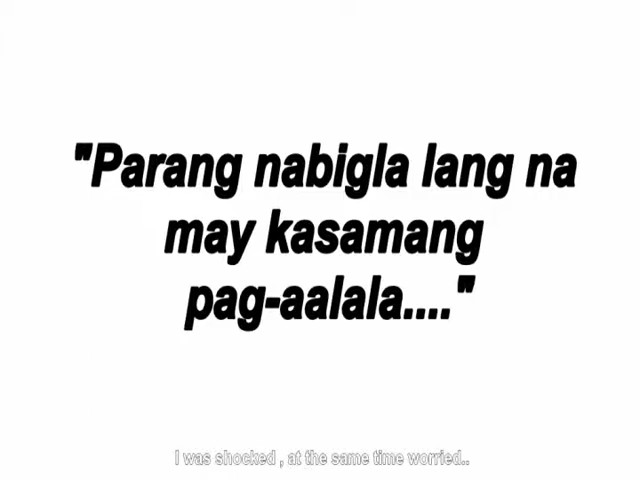 "Parang nabigla lang na
may kasamang
pag-aalala...."
I was shocked , at the same time worried..